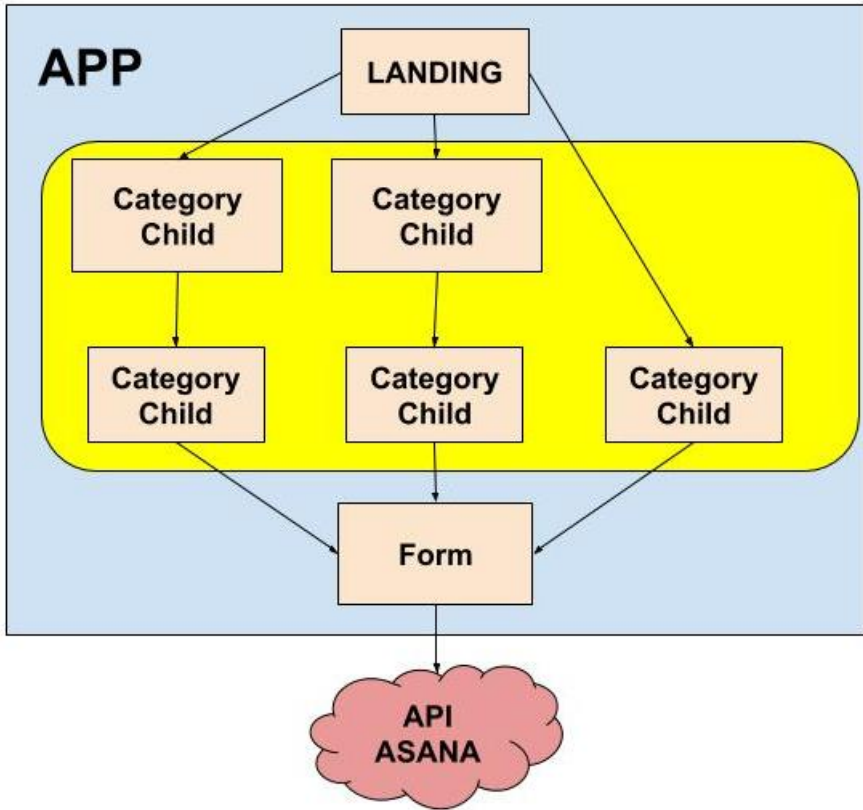 APP
LANDING
Category
Child
Category
Child
Category
Child
Category
Child
Category
Child
Form
API
ASANA